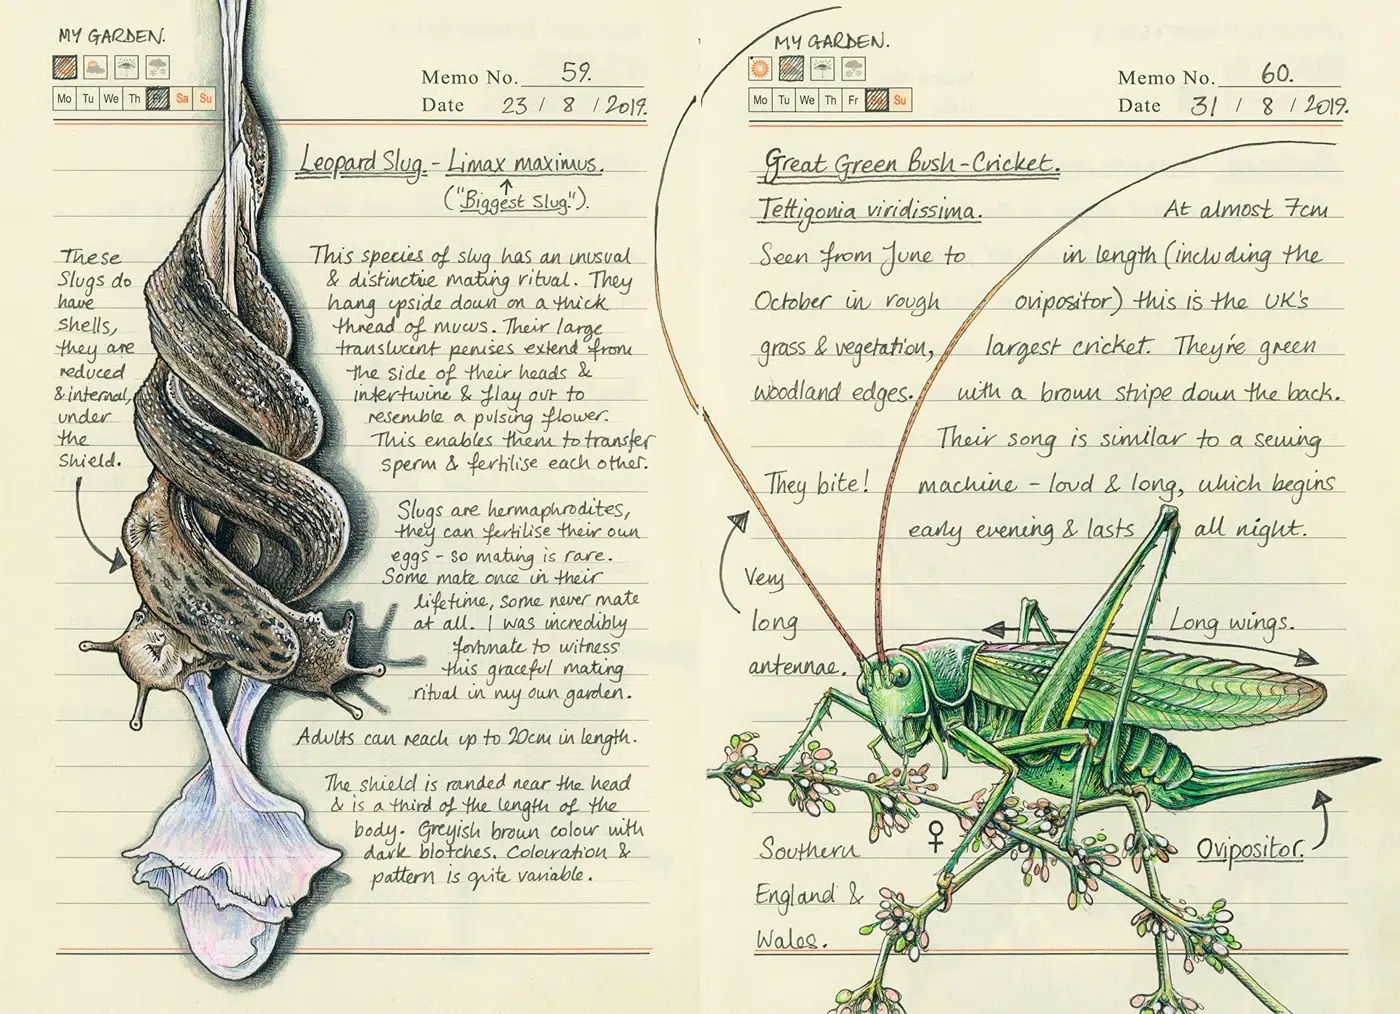 MY GARDEN.
Memo No. 59.
Mo Tu We Th Sa Su
Date 23 / 8 / 2019.
Leopard Slug - Limax maximus.
("Biggest Slug").
These
Slugs do
have
shells,
they are
reduced
& internal,
under
the
shield.
This species of slug has an unusual
& distinctive mating ritual. They
hang upside down on a thick
thread of mucus. Their large
translucent penises extend from
the side of their heads &
intertwine & flay out to
resemble a pulsing flower.
This enables them to transfer
sperm & fertilise each other.
Slugs are hermaphrodites,
they can fertilise their own
eggs - so mating is rare.
Some mate once in their
lifetime, some never mate
at all. I was incredibly
fortunate to witness
this graceful mating
ritual in my own garden.
Adults can reach up to 20cm in length.
The shield is rounded near the head
& is a third of the length of the
body. Greyish brown colour with
dark blotches. Colouration &
pattern is quite variable.
MY GARDEN.
Memo No. 60.
Mo Tu We Th Fr Su
Date 31 / 8 / 2019.
Great Green Bush-Cricket.
Tettigonia viridissima.
Seen from June to
October in rough
grass & vegetation,
woodland edges.
At almost 7cm
in length (including the
ovipositor) this is the UK's
largest cricket. They're green
with a brown stripe down the back.
Their song is similar to a sewing
machine - loud & long, which begins
early evening & lasts all night.
They bite!
Very
long
antennae.
Long wings.
♀
Ovipositor.
Southern
England &
Wales.